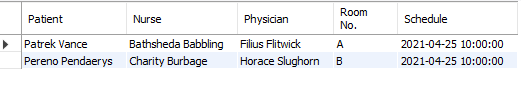 Patient Nurse Physician Room No. Schedule
Patrek Vance Bathsheda Babbling Filius Flitwick A 2021-04-25 10:00:00
Pereno Pendaerys Charity Burbage Horace Slughorn B 2021-04-25 10:00:00